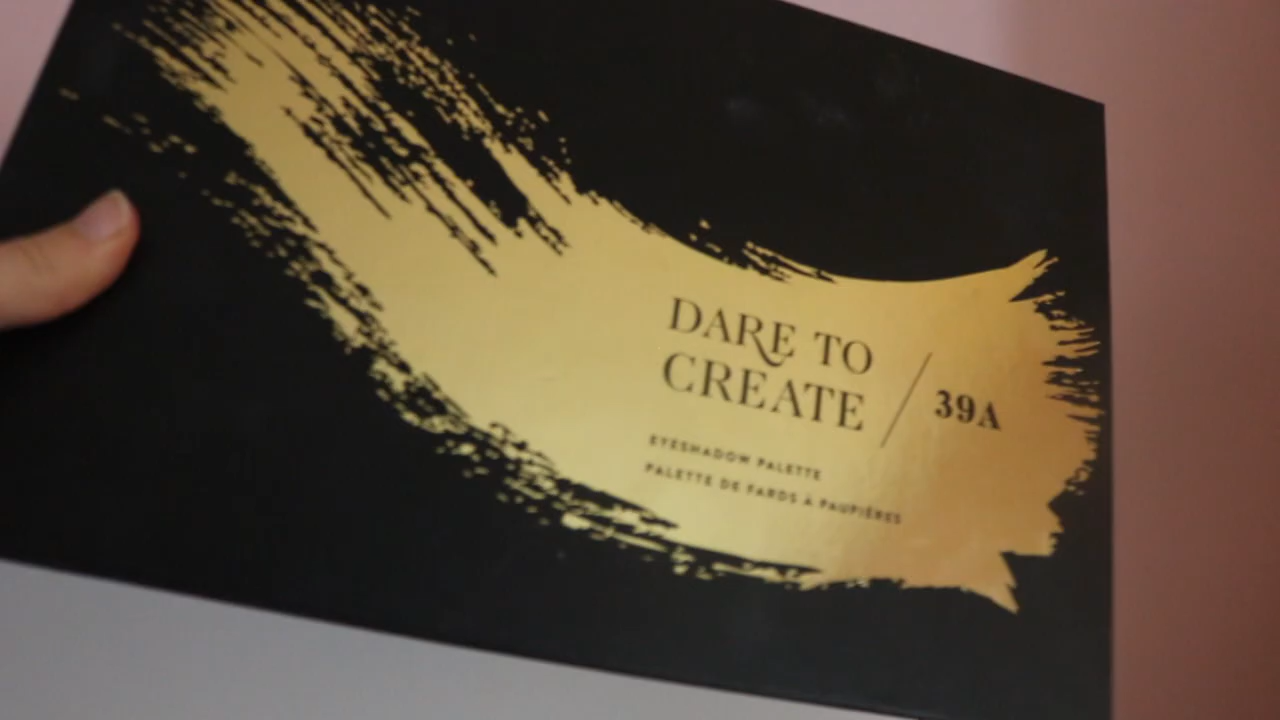 DARE TO
CREATE
39A
EYESHADOW PALETTE
PALETTE DE FARDS À PAUPIÈRES